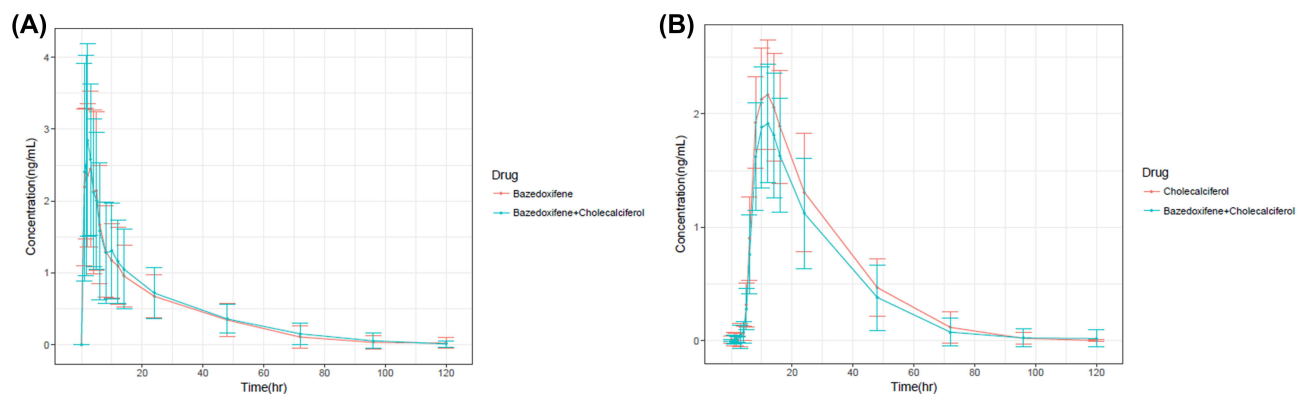 (A)
Concentration(ng/mL)
4
3
2
1
0
20
40
60
80
100
120
Time(hr)
Drug
Bazedoxifene
Bazedoxifene+Cholecalciferol
(B)
Concentration(ng/mL)
2
1
0
20
40
60
80
100
120
Time(hr)
Drug
Cholecalciferol
Bazedoxifene+Cholecalciferol